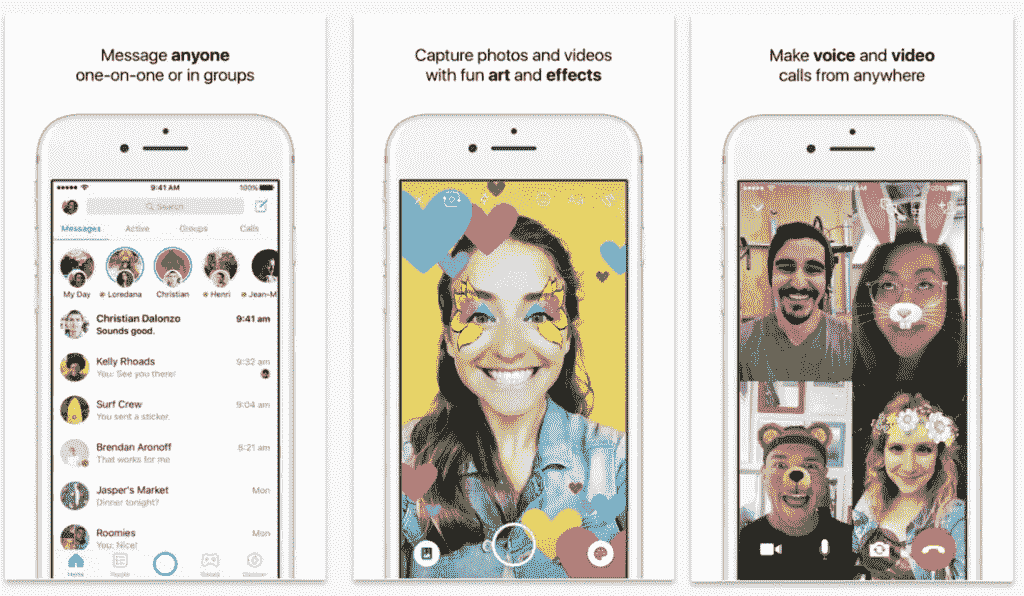 Message anyone
one-on-one or in groups
9:41 AM
100%
Search
Messages Active Groups Calls
My Day Loredana Christian Henri Jean-M
Christian Dalonzo 9:41 am
Sounds good.
Kelly Rhoads 9:32 am
You: See you there!
Surf Crew 9:04 am
You sent a sticker.
Brendan Aronoff 8:21 am
That works for me
Jasper's Market Mon
Dinner tonight?
Roomies Mon
You: Nice!
Home People
Capture photos and videos
with fun art and effects
Make voice and video
calls from anywhere
9:41 AM
100%